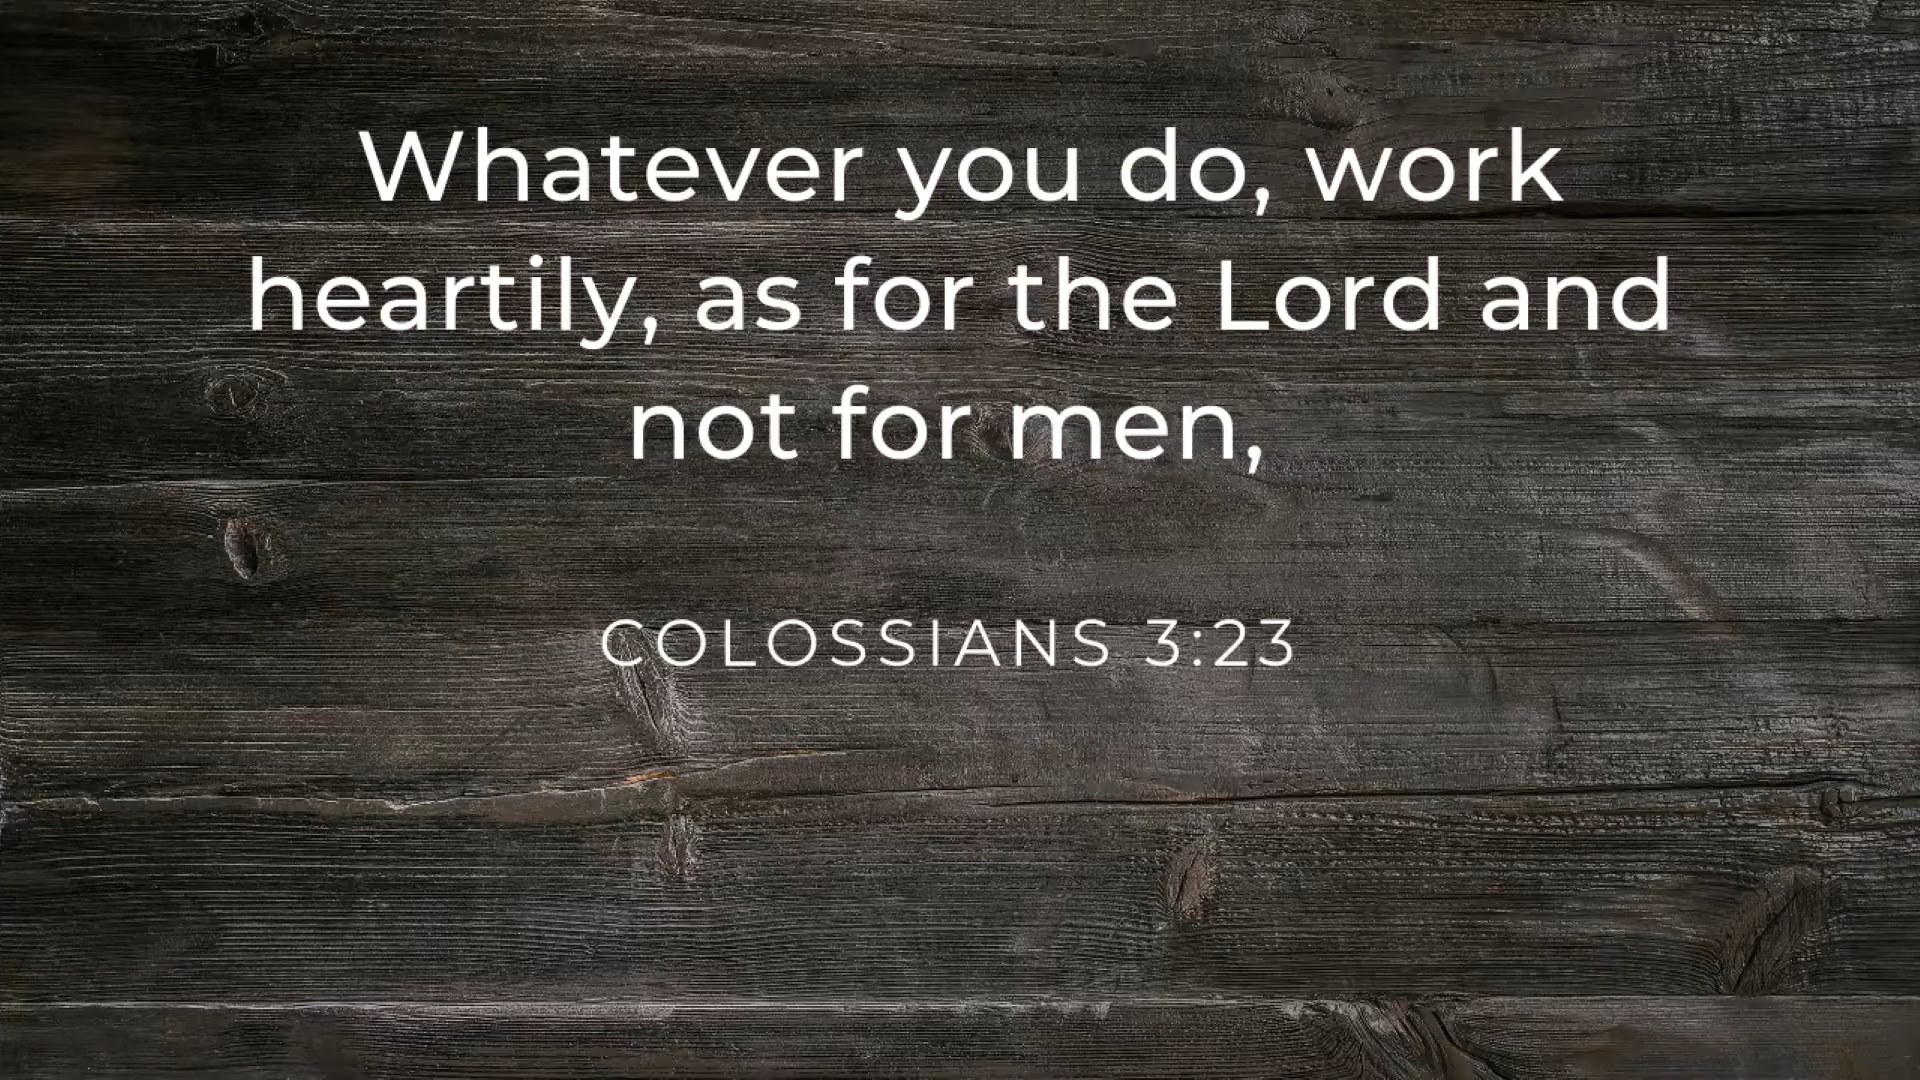 Whatever you do, work
heartily, as for the Lord and
not for men,
COLOSSIANS 3:23